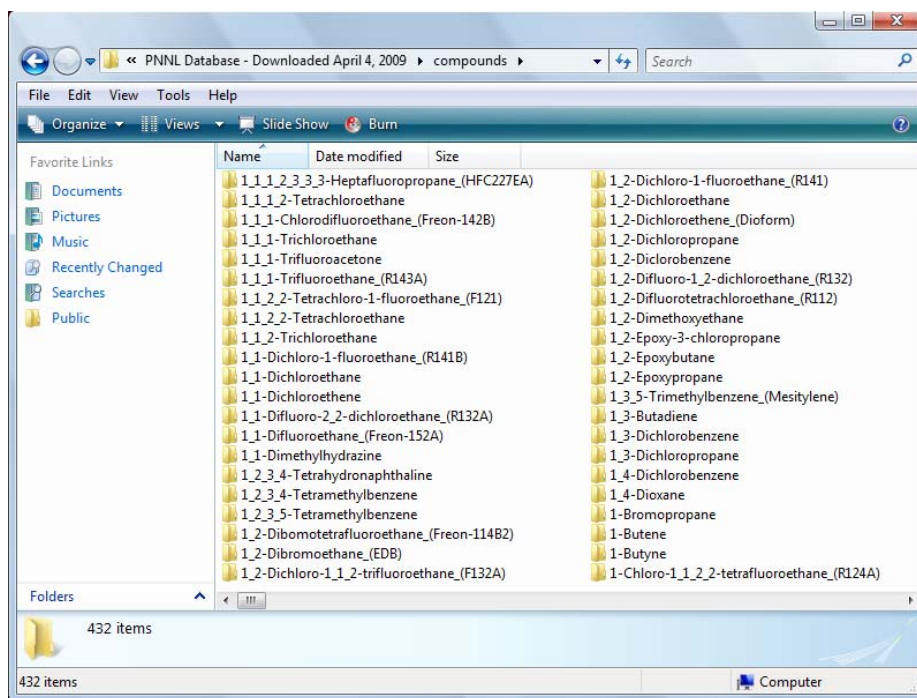 « PNNL Database - Downloaded April 4, 2009 ▸ compounds ▸ Search
File Edit View Tools Help
Organize Views Slide Show Burn
Favorite Links
Documents
Pictures
Music
Recently Changed
Searches
Public
Folders
Name Date modified Size
1_1_1_2_3_3_3-Heptafluoropropane_(HFC227EA)
1_1_1_2-Tetrachloroethane
1_1_1-Chlorodifluoroethane_(Freon-142B)
1_1_1-Trichloroethane
1_1_1-Trifluoroacetone
1_1_1-Trifluoroethane_(R143A)
1_1_2_2-Tetrachloro-1-fluoroethane_(F121)
1_1_2_2-Tetrachloroethane
1_1_2-Trichloroethane
1_1-Dichloro-1-fluoroethane_(R141B)
1_1-Dichloroethane
1_1-Dichloroethene
1_1-Difluoro-2_2-dichloroethane_(R132A)
1_1-Difluoroethane_(Freon-152A)
1_1-Dimethylhydrazine
1_2_3_4-Tetrahydronaphthaline
1_2_3_4-Tetramethylbenzene
1_2_3_5-Tetramethylbenzene
1_2-Dibomotetrafluoroethane_(Freon-114B2)
1_2-Dibromoethane_(EDB)
1_2-Dichloro-1_1_2-trifluoroethane_(F132A)
1_2-Dichloro-1-fluoroethane_(R141)
1_2-Dichloroethane
1_2-Dichloroethene_(Dioform)
1_2-Dichloropropane
1_2-Diclorobenzene
1_2-Difluoro-1_2-dichloroethane_(R132)
1_2-Difluorotetrachloroethane_(R112)
1_2-Dimethoxyethane
1_2-Epoxy-3-chloropropane
1_2-Epoxybutane
1_2-Epoxypropane
1_3_5-Trimethylbenzene_(Mesitylene)
1_3-Butadiene
1_3-Dichlorobenzene
1_3-Dichloropropane
1_4-Dichlorobenzene
1_4-Dioxane
1-Bromopropane
1-Butene
1-Butyne
1-Chloro-1_1_2_2-tetrafluoroethane_(R124A)
432 items
432 items Computer